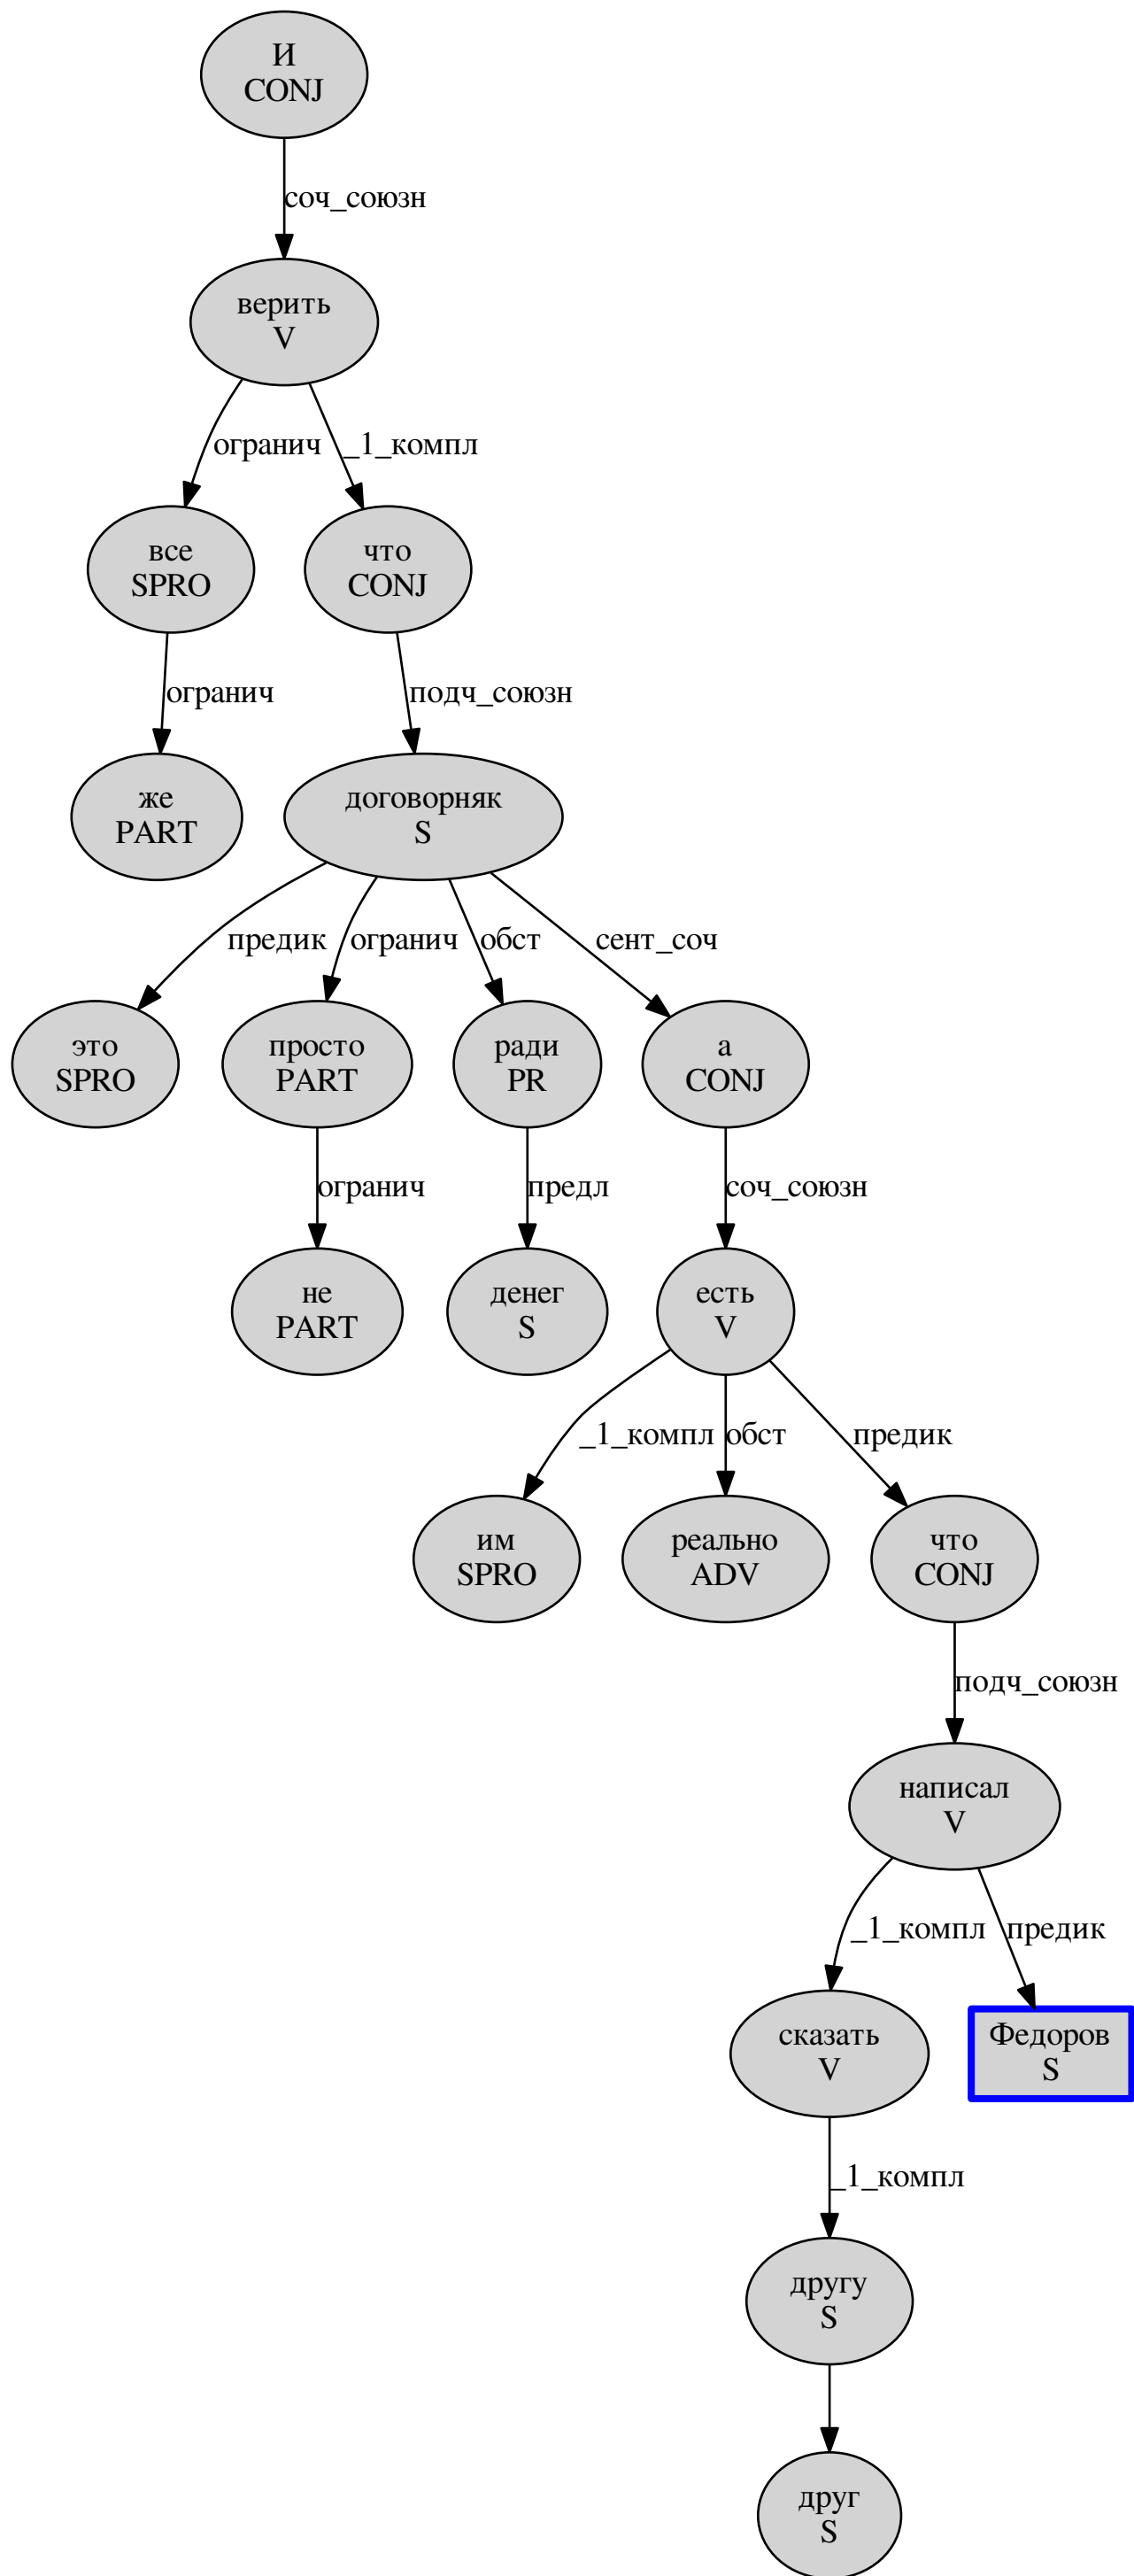 И
CONJ
соч_союзн
верить
V
огранич
_1_компл
все
SPRO
что
CONJ
огранич
подч_союзн
же
PART
договорняк
S
предик
огранич
обст
сент_соч
это
SPRO
просто
PART
ради
PR
а
CONJ
огранич
предл
соч_союзн
не
PART
денег
S
есть
V
_1_компл
обст
предик
им
SPRO
реально
ADV
что
CONJ
подч_союзн
написал
V
_1_компл
предик
сказать
V
Федоров
S
_1_компл
другу
S
друг
S